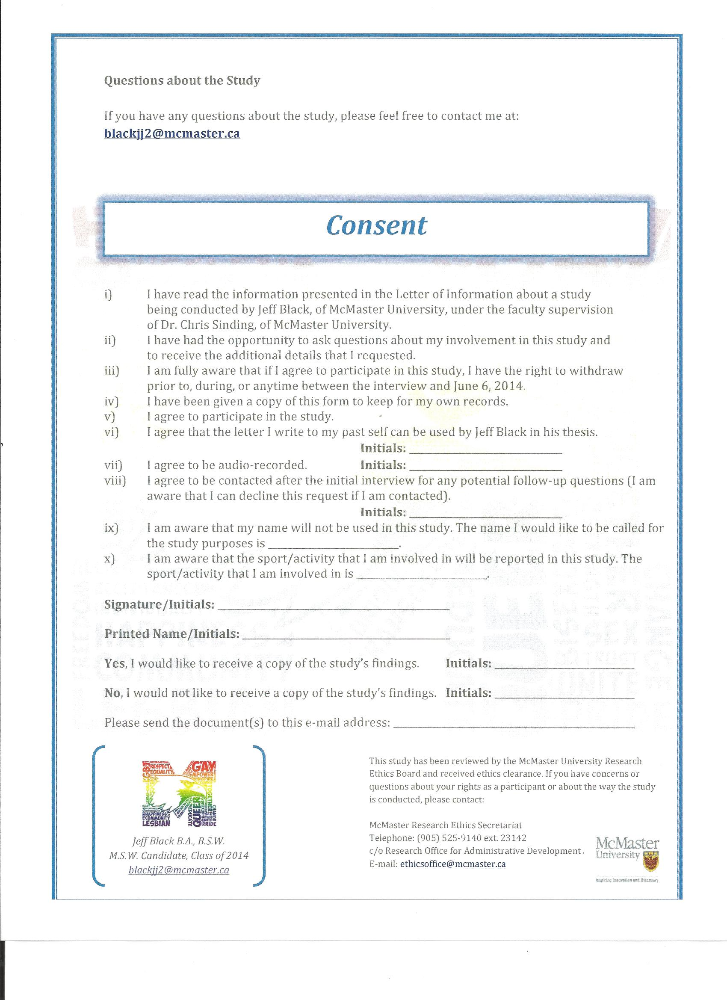 Questions about the Study
If you have any questions about the study, please feel free to contact me at:
blackjj2@mcmaster.ca
Consent
i) I have read the information presented in the Letter of Information about a study
being conducted by Jeff Black, of McMaster University, under the faculty supervision
of Dr. Chris Sinding, of McMaster University.
ii) I have had the opportunity to ask questions about my involvement in this study and
to receive the additional details that I requested.
iii) I am fully aware that if I agree to participate in this study, I have the right to withdraw
prior to, during, or anytime between the interview and June 6, 2014.
iv) I have been given a copy of this form to keep for my own records.
v) I agree to participate in the study.
vi) I agree that the letter I write to my past self can be used by Jeff Black in his thesis.
Initials: ____________________
vii) I agree to be audio-recorded. Initials: ____________________
viii) I agree to be contacted after the initial interview for any potential follow-up questions (I am
aware that I can decline this request if I am contacted).
Initials: ____________________
ix) I am aware that my name will not be used in this study. The name I would like to be called for
the study purposes is ____________________.
x) I am aware that the sport/activity that I am involved in will be reported in this study. The
sport/activity that I am involved in is ____________________.
Signature/Initials: ____________________
Printed Name/Initials: ____________________
Yes, I would like to receive a copy of the study's findings. Initials: ____________________
No, I would not like to receive a copy of the study's findings. Initials: ____________________
Please send the document(s) to this e-mail address: ____________________
LGBT
RESPECT
EQUALITY
GAY
EMPOWER
INSPIRE
TOGETHER
HAPPINESS
COMMUNITY
LESBIAN
EDUCATE
QUEER
CHANGE
UNITE
PRIDE
Jeff Black B.A., B.S.W.
M.S.W. Candidate, Class of 2014
blackjj2@mcmaster.ca
This study has been reviewed by the McMaster University Research
Ethics Board and received ethics clearance. If you have concerns or
questions about your rights as a participant or about the way the study
is conducted, please contact:
McMaster Research Ethics Secretariat
Telephone: (905) 525-9140 ext. 23142
c/o Research Office for Administrative Development
E-mail: ethicsoffice@mcmaster.ca
McMaster
University
Inspiring Innovation and Discovery